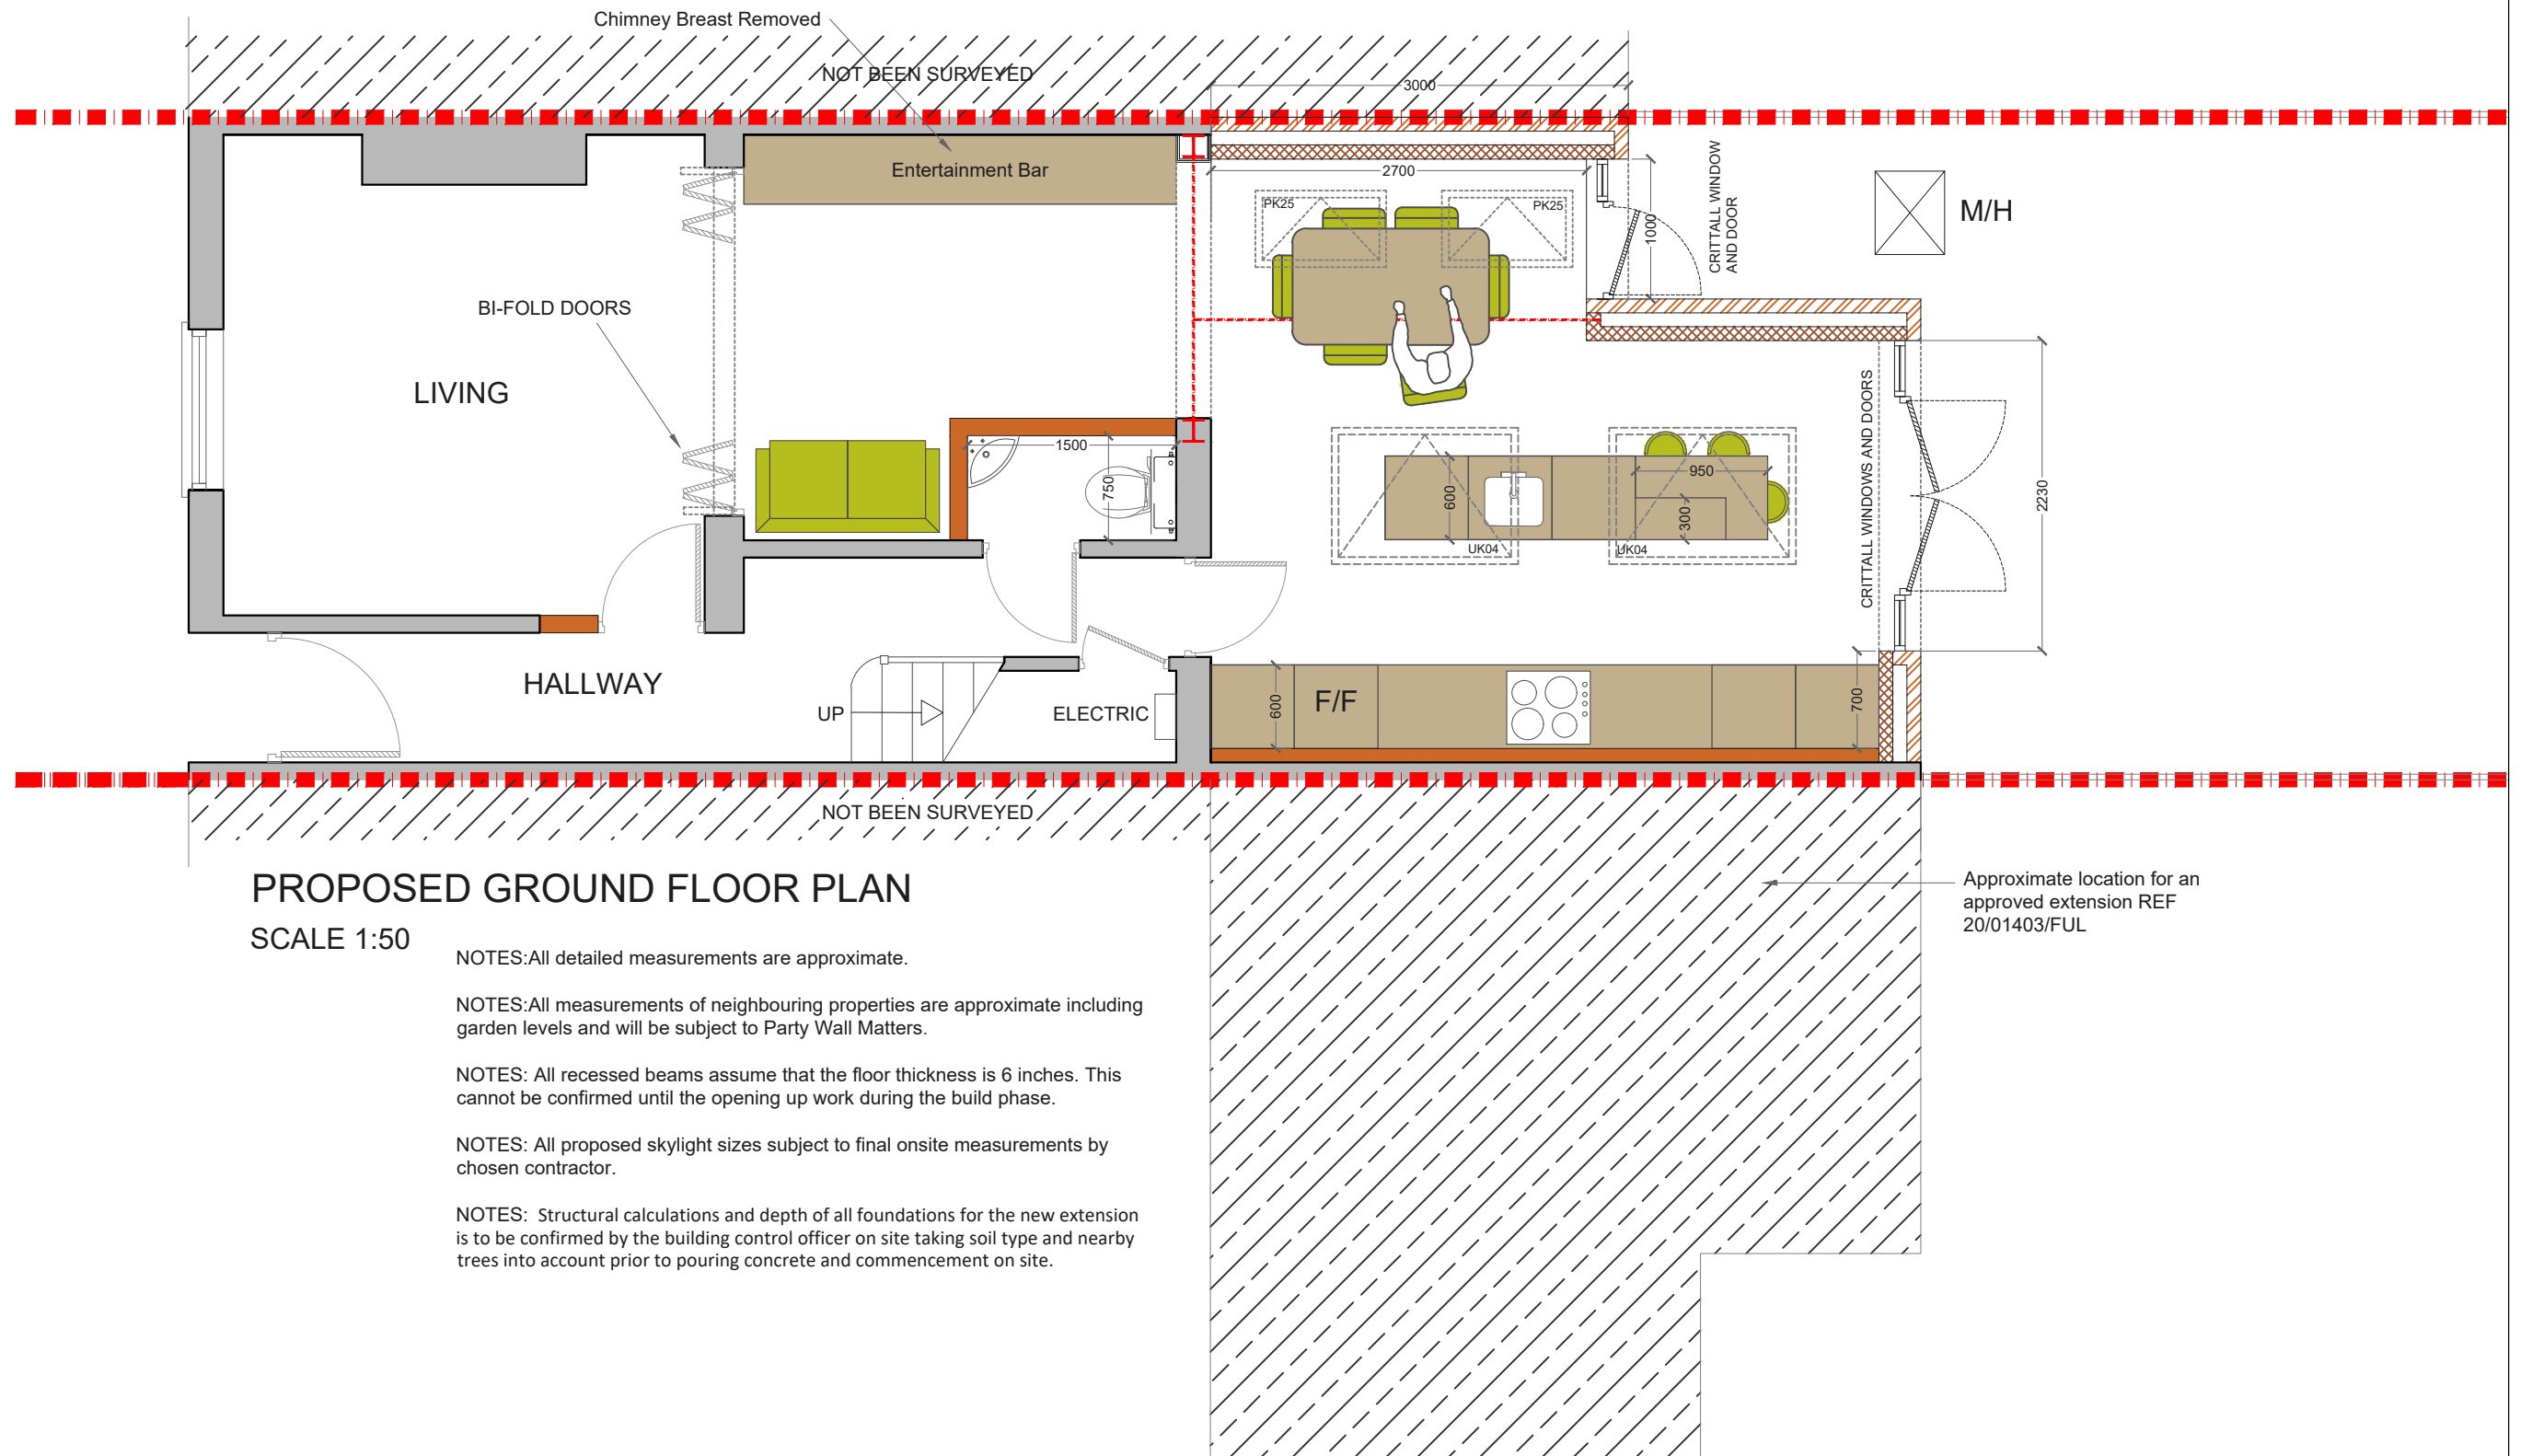 Chimney Breast Removed
NOT BEEN SURVEYED
3000
Entertainment Bar
2700
PK25
PK25
1000
CRITTALL WINDOW
AND DOOR
M/H
BI-FOLD DOORS
LIVING
1500
750
950
600
300
UK04
UK04
CRITTALL WINDOWS AND DOORS
2230
HALLWAY
UP
ELECTRIC
600
F/F
700
NOT BEEN SURVEYED
PROPOSED GROUND FLOOR PLAN
SCALE 1:50
Approximate location for an
approved extension REF
20/01403/FUL
NOTES:All detailed measurements are approximate.
NOTES:All measurements of neighbouring properties are approximate including
garden levels and will be subject to Party Wall Matters.
NOTES: All recessed beams assume that the floor thickness is 6 inches. This
cannot be confirmed until the opening up work during the build phase.
NOTES: All proposed skylight sizes subject to final onsite measurements by
chosen contractor.
NOTES: Structural calculations and depth of all foundations for the new extension
is to be confirmed by the building control officer on site taking soil type and nearby
trees into account prior to pouring concrete and commencement on site.